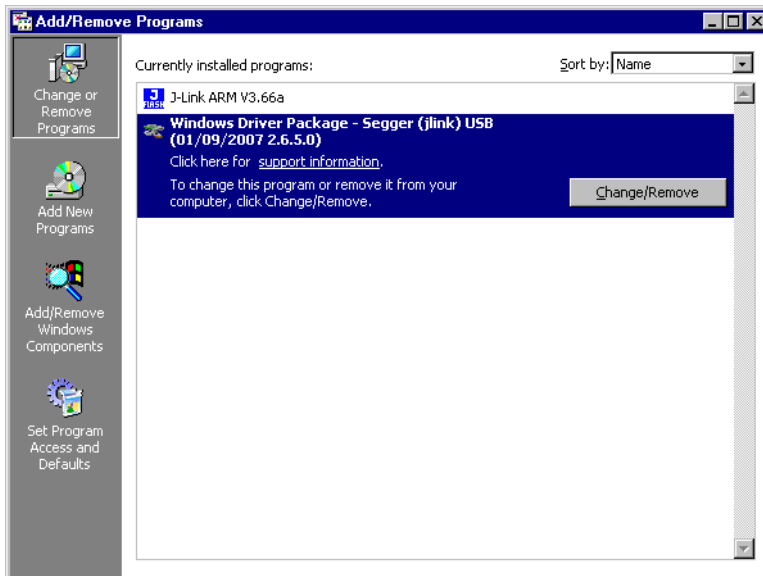 Add/Remove Programs
Change or
Remove
Programs
Add New
Programs
Add/Remove
Windows
Components
Set Program
Access and
Defaults
Currently installed programs:
Sort by: Name
J
FLASH
J-Link ARM V3.66a
Windows Driver Package - Segger (jlink) USB
(01/09/2007 2.6.5.0)
Click here for support information.
To change this program or remove it from your
computer, click Change/Remove.
Change/Remove